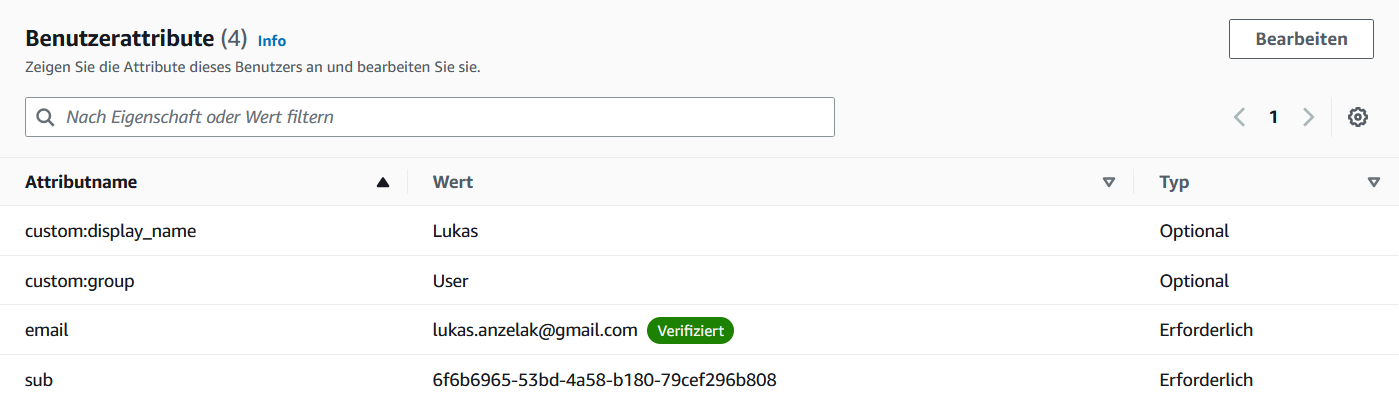 Benutzerattribute (4) Info
Bearbeiten
Zeigen Sie die Attribute dieses Benutzers an und bearbeiten Sie sie.
Nach Eigenschaft oder Wert filtern
1
Attributname Wert Typ
custom:display_name Lukas Optional
custom:group User Optional
email lukas.anzelak@gmail.com Verifiziert Erforderlich
sub 6f6b6965-53bd-4a58-b180-79cef296b808 Erforderlich